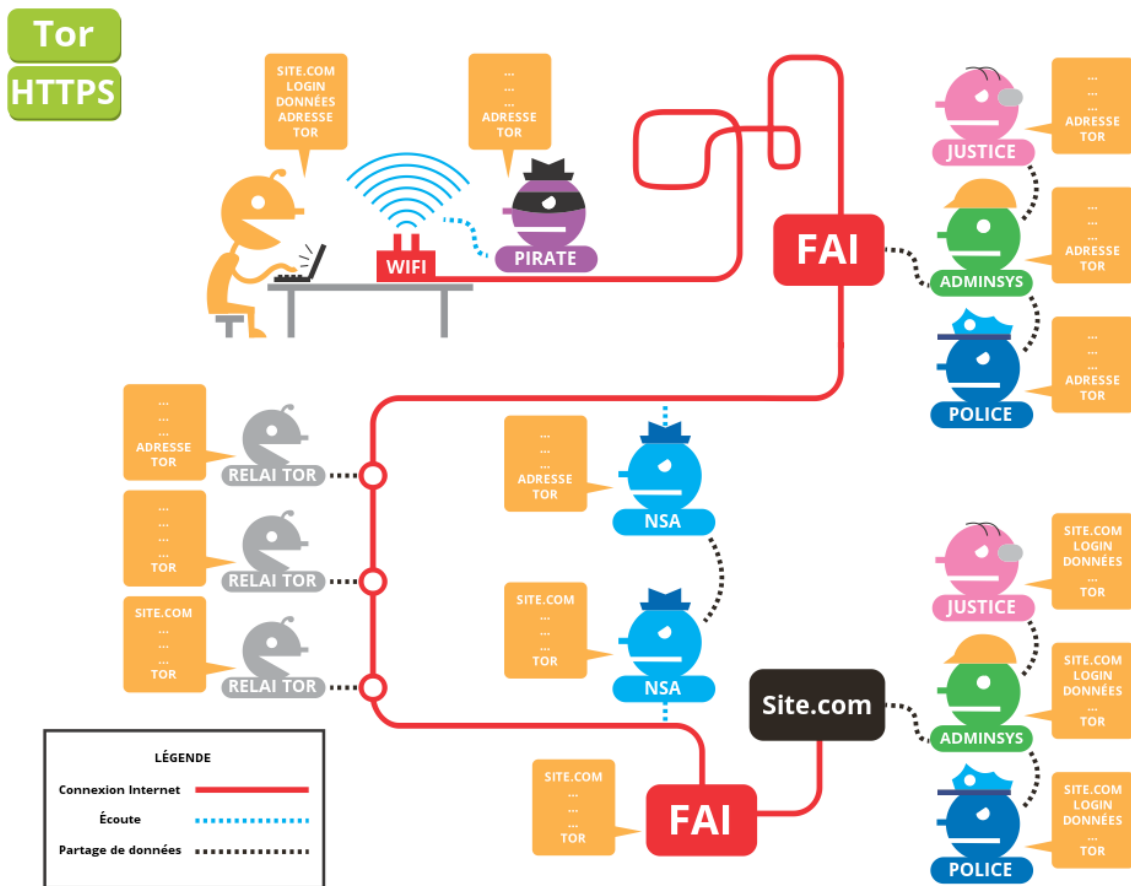 Tor
HTTPS
SITE.COM
LOGIN
DONNÉES
ADRESSE
TOR
...
...
...
ADRESSE
TOR
WIFI
PIRATE
FAI
JUSTICE
...
...
...
ADRESSE
TOR
ADMINSYS
...
...
...
ADRESSE
TOR
POLICE
...
...
...
ADRESSE
TOR
...
...
...
ADRESSE
TOR
RELAI TOR
...
...
...
...
TOR
RELAI TOR
SITE.COM
...
...
...
TOR
RELAI TOR
...
...
...
ADRESSE
TOR
NSA
SITE.COM
...
...
...
TOR
NSA
JUSTICE
SITE.COM
LOGIN
DONNÉES
...
TOR
Site.com
ADMINSYS
SITE.COM
LOGIN
DONNÉES
...
TOR
SITE.COM
...
...
...
TOR
FAI
POLICE
SITE.COM
LOGIN
DONNÉES
...
TOR
LÉGENDE
Connexion Internet
Écoute
Partage de données